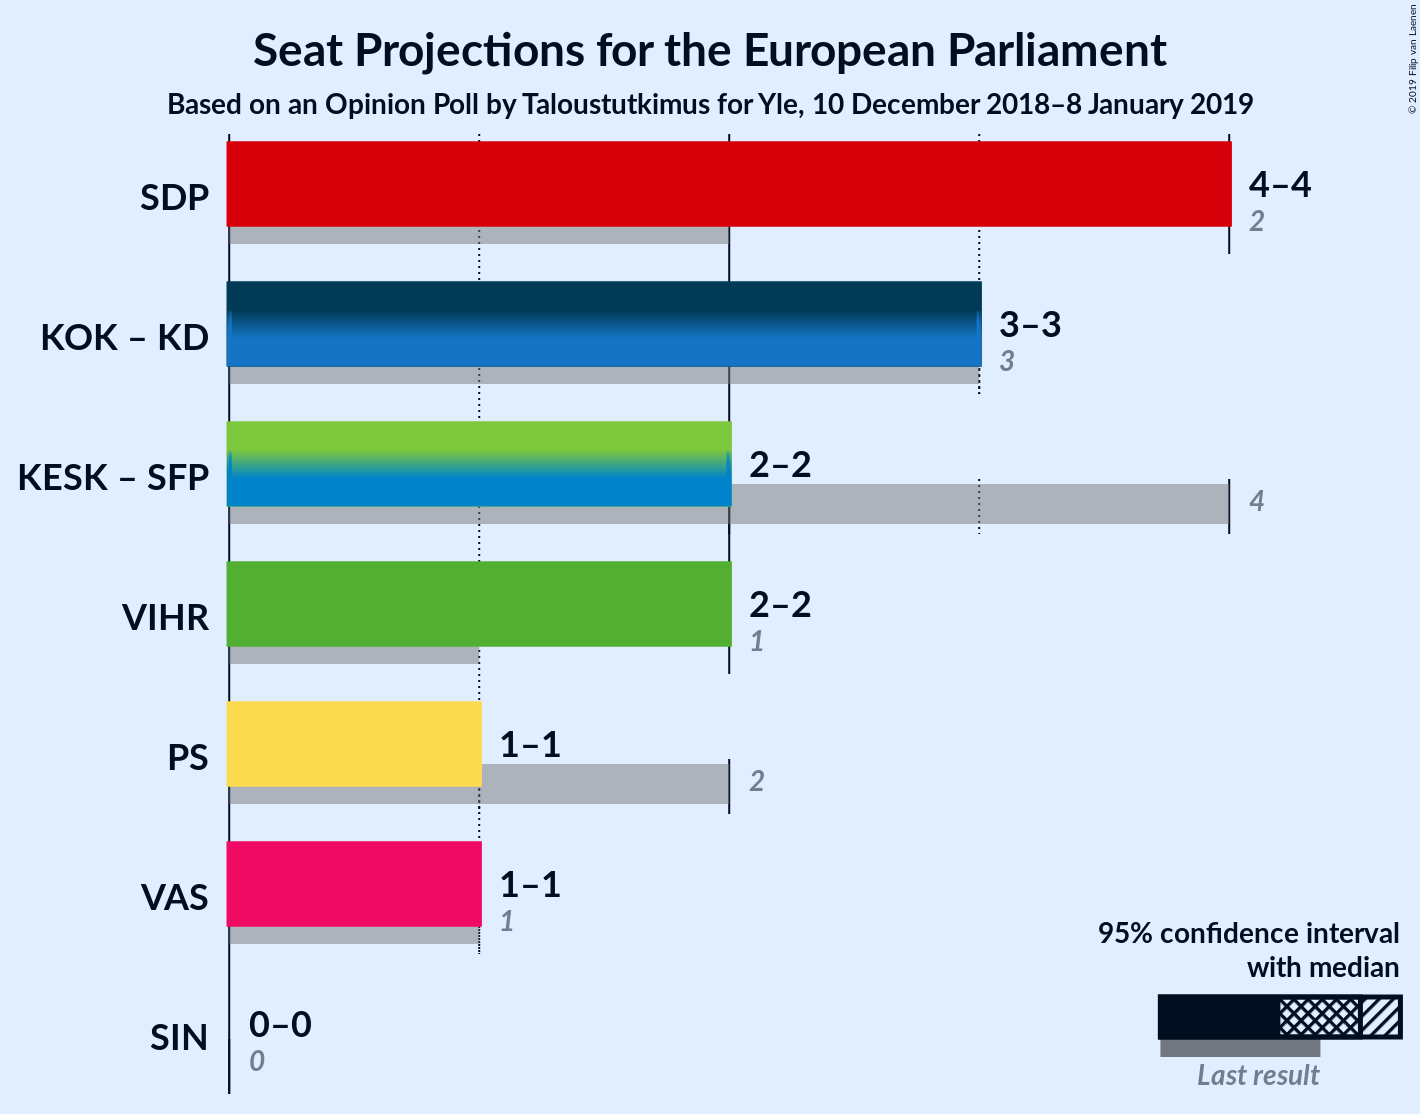 Seat Projections for the European Parliament
Based on an Opinion Poll by Taloustutkimus for Yle, 10 December 2018–8 January 2019
© 2019 Filip van Laenen
SDP
4–4
2
KOK – KD
3–3
3
KESK – SFP
2–2
4
VIHR
2–2
1
PS
1–1
2
VAS
1–1
1
SIN
0–0
0
95% confidence interval
with median
Last result